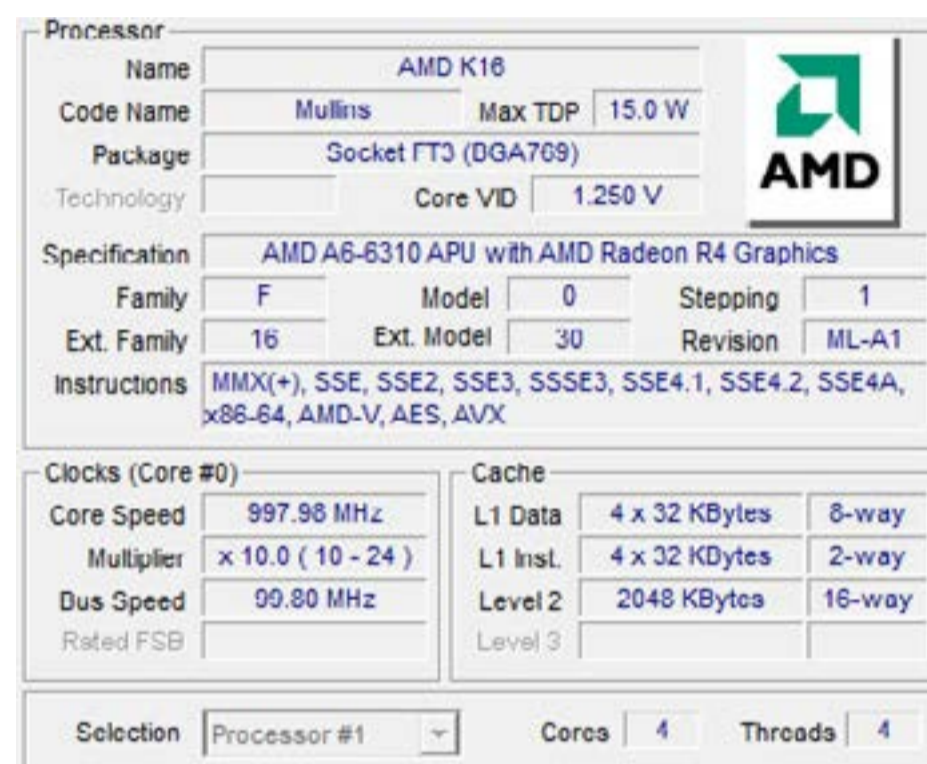 Processor
Name AMD K16
Code Name Mullins Max TDP 15.0 W
Package Socket FT3 (BGA769)
AMD
Technology Core VID 1.250 V
Specification AMD A6-6310 APU with AMD Radeon R4 Graphics
Family F Model 0 Stepping 1
Ext. Family 16 Ext. Model 30 Revision ML-A1
Instructions MMX(+), SSE, SSE2, SSE3, SSSE3, SSE4.1, SSE4.2, SSE4A,
x86-64, AMD-V, AES, AVX
Clocks (Core #0) Cache
Core Speed 997.98 MHz L1 Data 4 x 32 KBytes 8-way
Multiplier x 10.0 ( 10 - 24 ) L1 Inst. 4 x 32 KBytes 2-way
Bus Speed 99.80 MHz Level 2 2048 KBytes 16-way
Rated FSB Level 3
Selection Processor #1 Cores 4 Threads 4